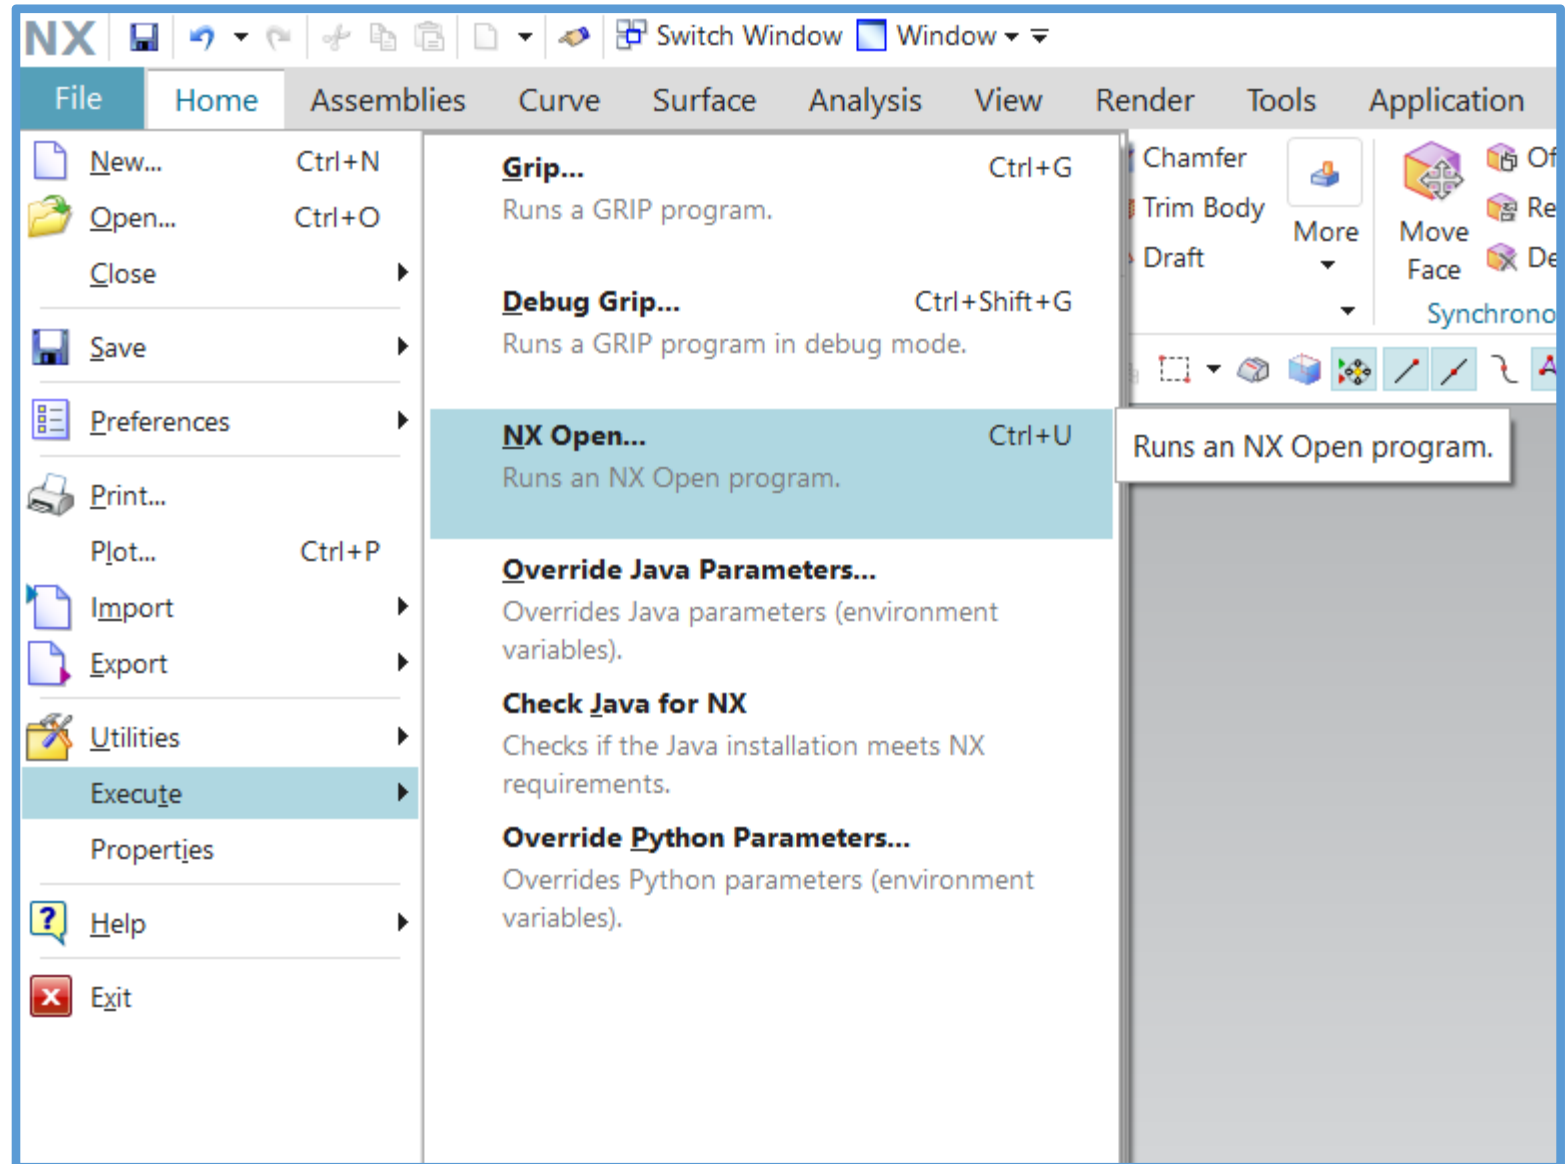 NX Switch Window Window
File Home Assemblies Curve Surface Analysis View Render Tools Application
New... Ctrl+N
Open... Ctrl+O
Close
Save
Preferences
Print...
Plot... Ctrl+P
Import
Export
Utilities
Execute
Properties
Help
Exit
Grip... Ctrl+G
Runs a GRIP program.
Debug Grip... Ctrl+Shift+G
Runs a GRIP program in debug mode.
NX Open... Ctrl+U
Runs an NX Open program.
Override Java Parameters...
Overrides Java parameters (environment
variables).
Check Java for NX
Checks if the Java installation meets NX
requirements.
Override Python Parameters...
Overrides Python parameters (environment
variables).
Chamfer
Trim Body
Draft
More
Move
Face
Of
Re
De
Synchrono
Runs an NX Open program.